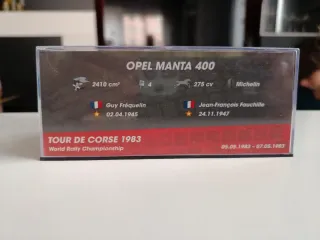 OPEL MANTA 400
2410 cm³ 4 275 cv Michelin
Guy Fréquelin Jean-François Fauchille
02.04.1945 24.11.1947
TOUR DE CORSE 1983
World Rally Championship 05.05.1983 - 07.05.1983